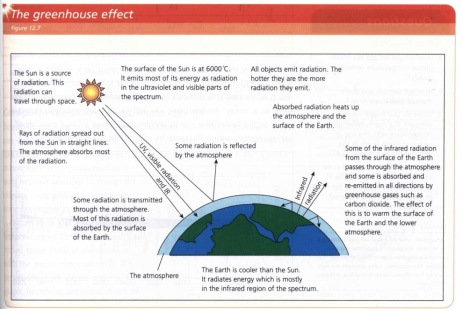 The greenhouse effect
Figure 12.7
The Sun is a source
of radiation. This
radiation can
travel through space.
The surface of the Sun is at 6000°C.
It emits most of its energy as radiation
in the ultraviolet and visible parts of
the spectrum.
All objects emit radiation. The
hotter they are the more
radiation they emit.
Absorbed radiation heats up
the atmosphere and the
surface of the Earth.
Rays of radiation spread out
from the Sun in straight lines.
The atmosphere absorbs most
of the radiation.
UV, visible radiation
and IR
Some radiation is reflected
by the atmosphere
Infrared
radiation
Some of the infrared radiation
from the surface of the Earth
passes through the atmosphere
and some is absorbed and
re-emitted in all directions by
greenhouse gases such as
carbon dioxide. The effect of
this is to warm the surface of
the Earth and the lower
atmosphere.
Some radiation is transmitted
through the atmosphere.
Most of this radiation is
absorbed by the surface
of the Earth.
The atmosphere
The Earth is cooler than the Sun.
It radiates energy which is mostly
in the infrared region of the spectrum.